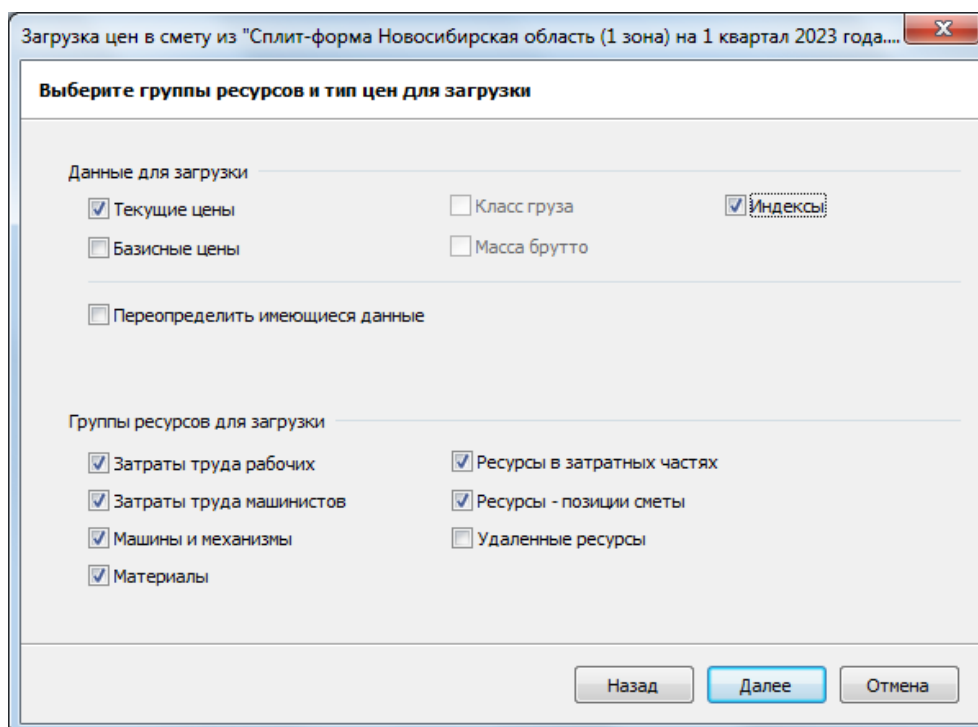 Загрузка цен в смету из "Сплит-форма Новосибирская область (1 зона) на 1 квартал 2023 года....
Выберите группы ресурсов и тип цен для загрузки
Данные для загрузки
Текущие цены
Класс груза
Индексы
Базисные цены
Масса брутто
Переопределить имеющиеся данные
Группы ресурсов для загрузки
Затраты труда рабочих
Ресурсы в затратных частях
Затраты труда машинистов
Ресурсы - позиции сметы
Машины и механизмы
Удаленные ресурсы
Материалы
Назад
Далее
Отмена